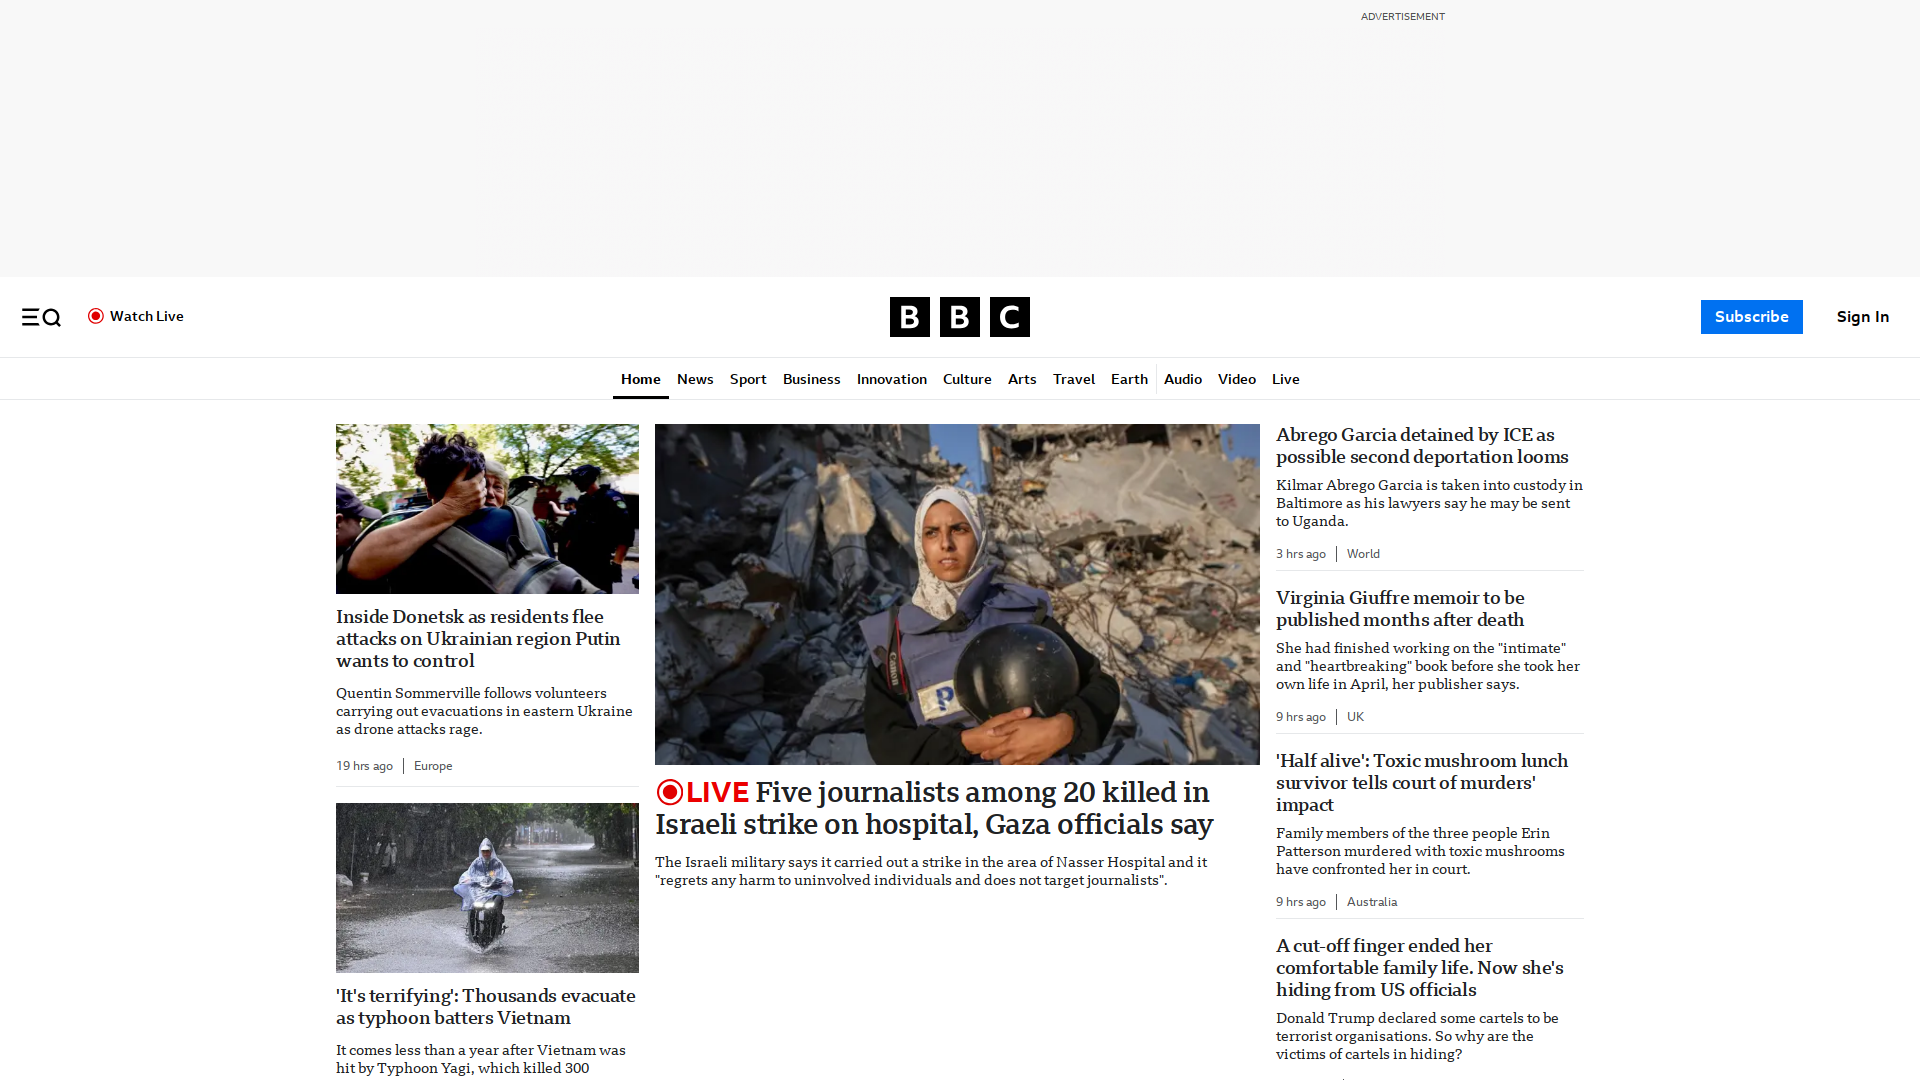 ADVERTISEMENT
Watch Live
BBC
Subscribe
Sign In
Home
News
Sport
Business
Innovation
Culture
Arts
Travel
Earth
Audio
Video
Live
Inside Donetsk as residents flee
attacks on Ukrainian region Putin
wants to control
Quentin Sommerville follows volunteers
carrying out evacuations in eastern Ukraine
as drone attacks rage.
19 hrs ago
Europe
'It's terrifying': Thousands evacuate
as typhoon batters Vietnam
It comes less than a year after Vietnam was
hit by Typhoon Yagi, which killed 300
CANON
P
LIVE Five journalists among 20 killed in
Israeli strike on hospital, Gaza officials say
The Israeli military says it carried out a strike in the area of Nasser Hospital and it
"regrets any harm to uninvolved individuals and does not target journalists".
Abrego Garcia detained by ICE as
possible second deportation looms
Kilmar Abrego Garcia is taken into custody in
Baltimore as his lawyers say he may be sent
to Uganda.
3 hrs ago
World
Virginia Giuffre memoir to be
published months after death
She had finished working on the "intimate"
and "heartbreaking" book before she took her
own life in April, her publisher says.
9 hrs ago
UK
'Half alive': Toxic mushroom lunch
survivor tells court of murders'
impact
Family members of the three people Erin
Patterson murdered with toxic mushrooms
have confronted her in court.
9 hrs ago
Australia
A cut-off finger ended her
comfortable family life. Now she's
hiding from US officials
Donald Trump declared some cartels to be
terrorist organisations. So why are the
victims of cartels in hiding?